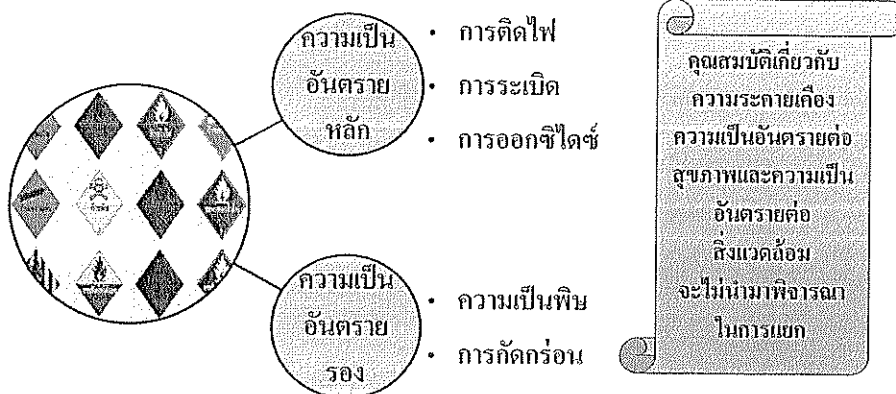 ความเป็น
อันตราย
หลัก
• การติดไฟ
• การระเบิด
• การออกซิไดซ์
ความเป็น
อันตราย
รอง
• ความเป็นพิษ
• การกัดกร่อน
คุณสมบัติเกี่ยวกับ
ความระคายเคือง
ความเป็นอันตรายต่อ
สุขภาพและความเป็น
อันตรายต่อ
สิ่งแวดล้อม
จะไม่นำมาพิจารณา
ในการแยก